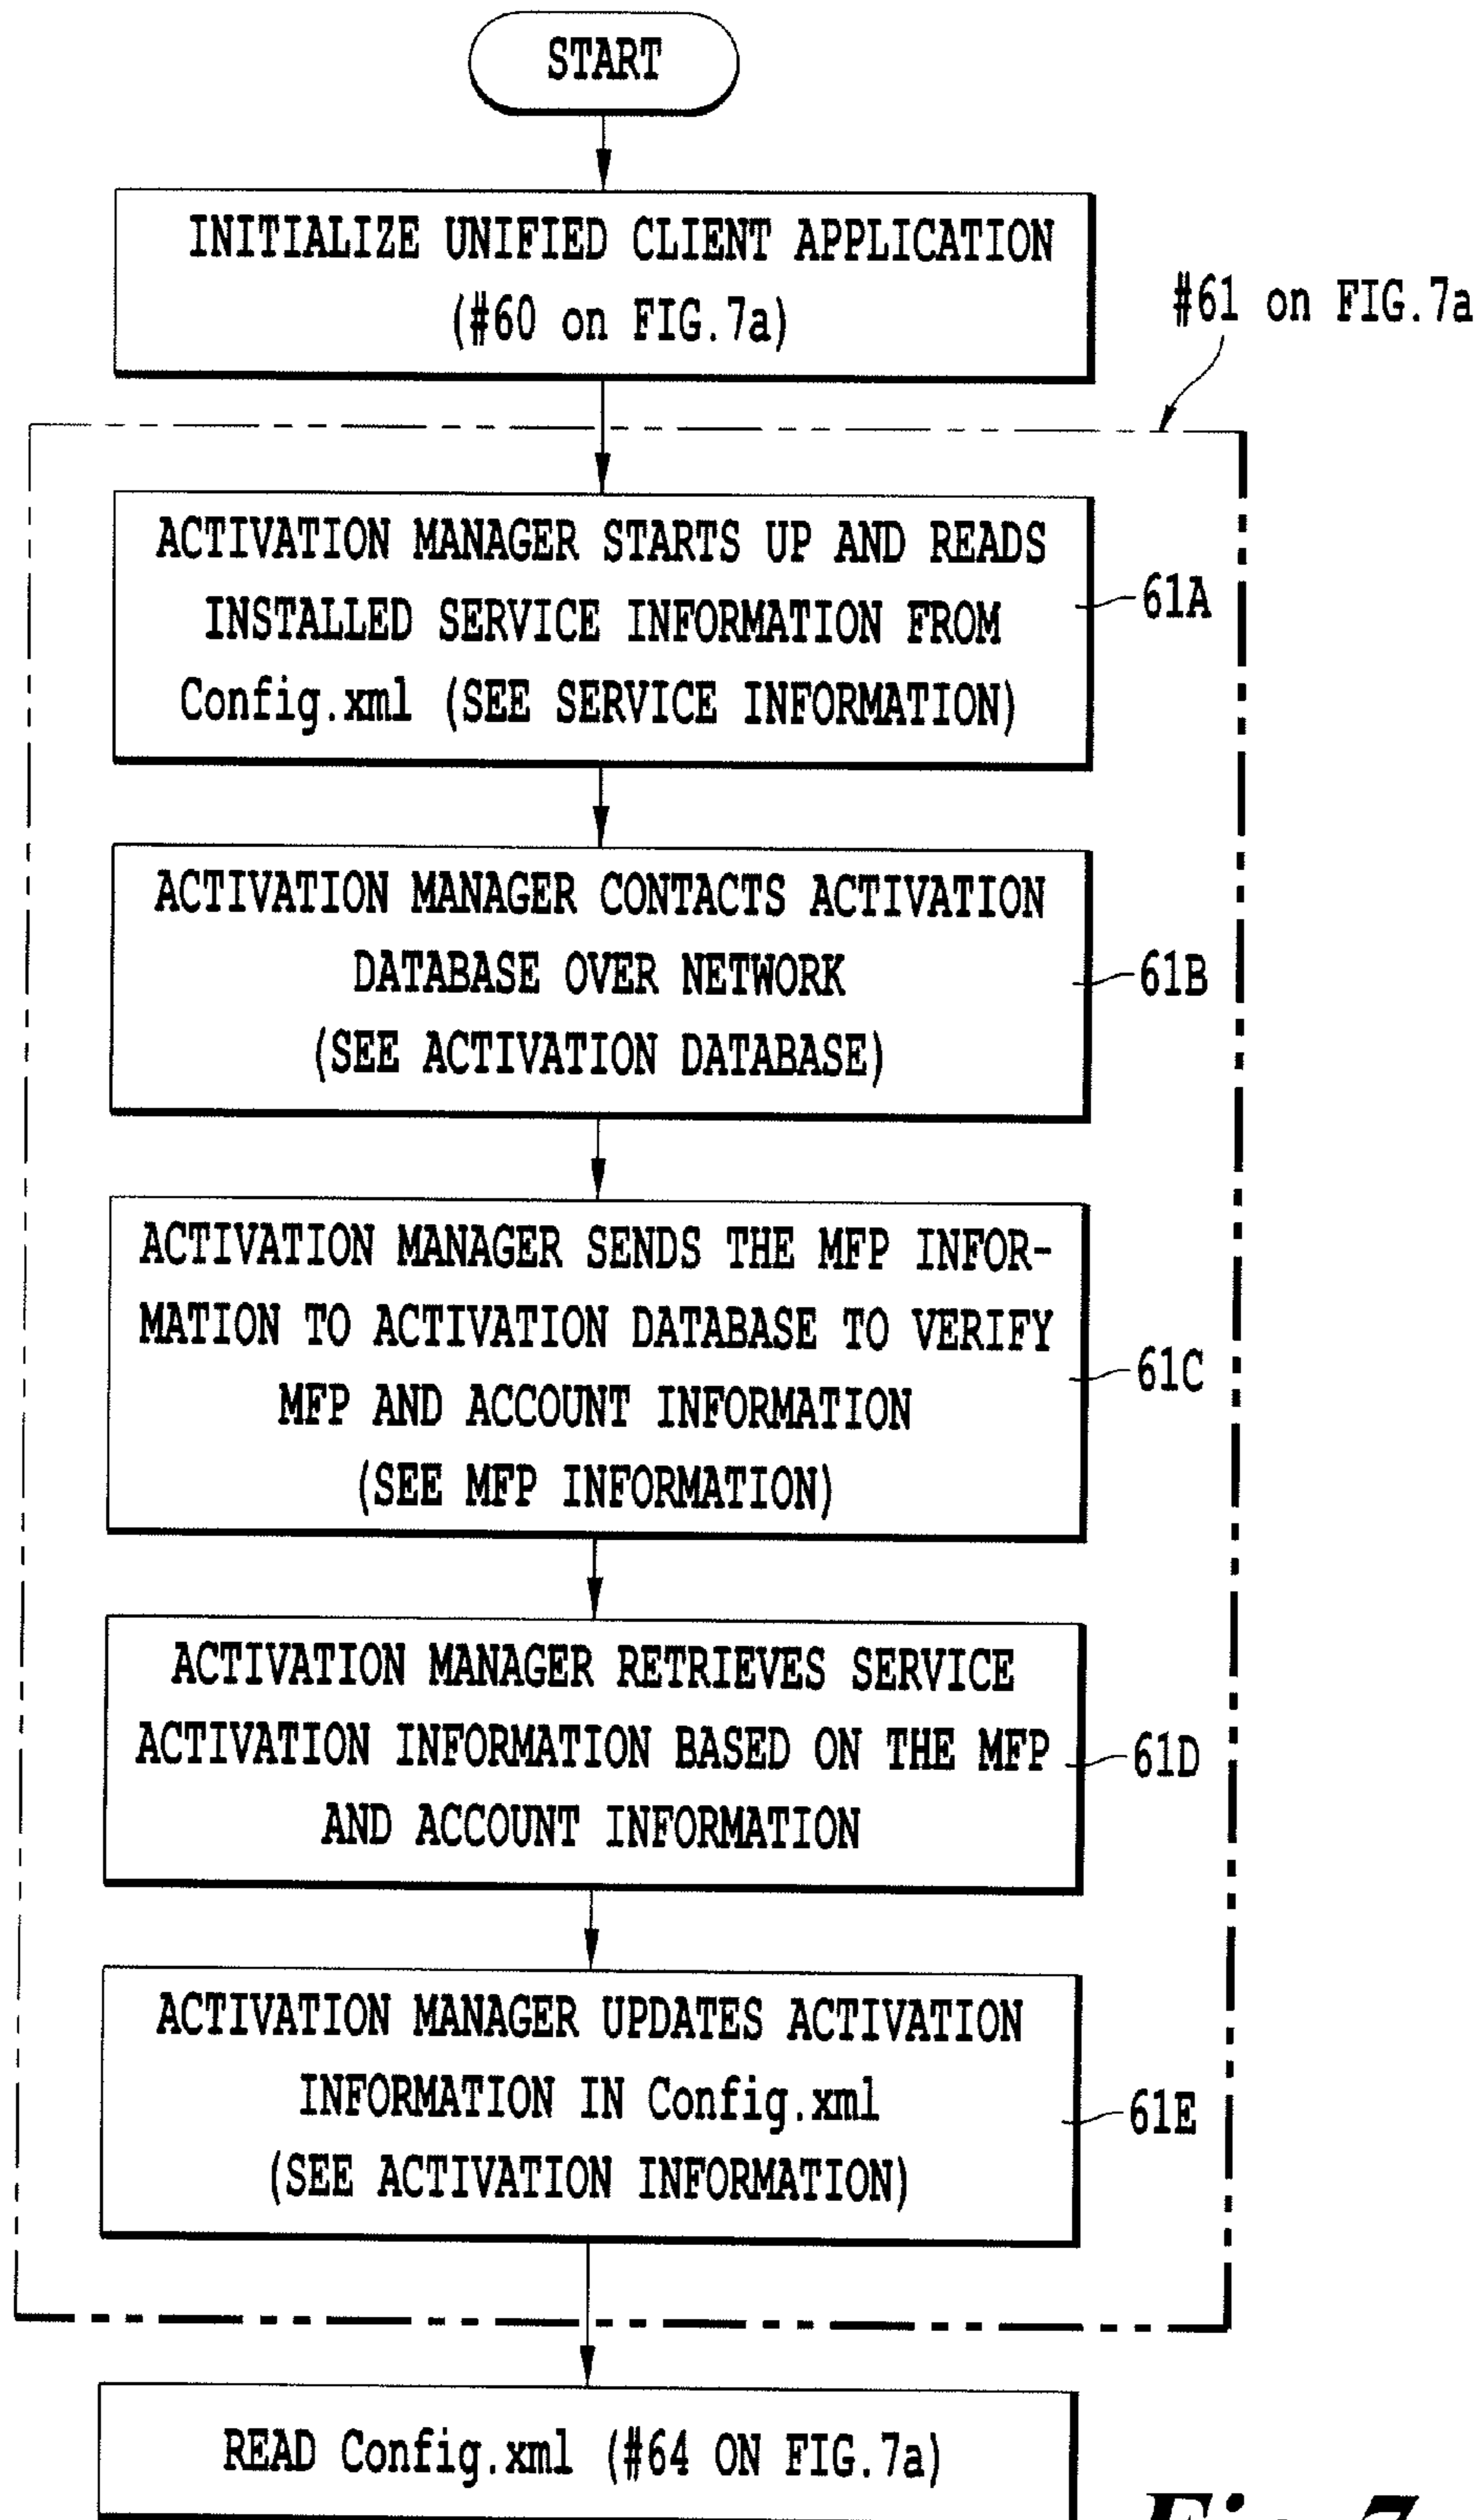 START
INITIALIZE UNIFIED CLIENT APPLICATION
(#60 on FIG.7a)
#61 on FIG.7a
ACTIVATION MANAGER STARTS UP AND READS
INSTALLED SERVICE INFORMATION FROM
Config.xml (SEE SERVICE INFORMATION)
61A
ACTIVATION MANAGER CONTACTS ACTIVATION
DATABASE OVER NETWORK
(SEE ACTIVATION DATABASE)
61B
ACTIVATION MANAGER SENDS THE MFP INFOR-
MATION TO ACTIVATION DATABASE TO VERIFY
MFP AND ACCOUNT INFORMATION
(SEE MFP INFORMATION)
61C
ACTIVATION MANAGER RETRIEVES SERVICE
ACTIVATION INFORMATION BASED ON THE MFP
AND ACCOUNT INFORMATION
61D
ACTIVATION MANAGER UPDATES ACTIVATION
INFORMATION IN Config.xml
(SEE ACTIVATION INFORMATION)
61E
READ Config.xml (#64 ON FIG.7a)